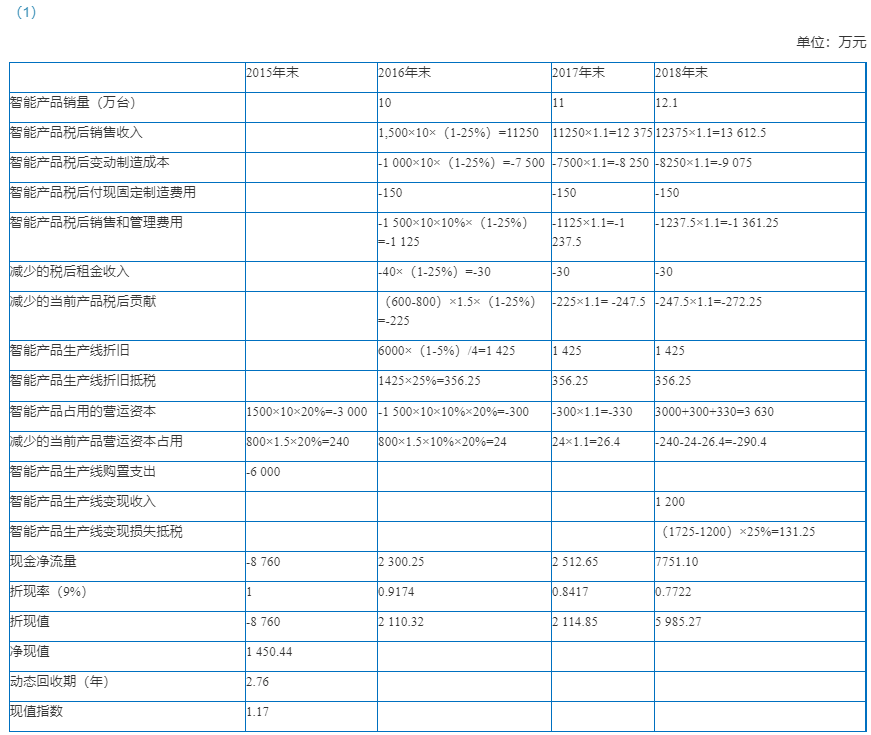 （1）
单位：万元
2015年末 2016年末 2017年末 2018年末
智能产品销量（万台） 10 11 12.1
智能产品税后销售收入 1,500×10×（1-25%）=11250 11250×1.1=12 375 12375×1.1=13 612.5
智能产品税后变动制造成本 -1 000×10×（1-25%）=-7 500 -7500×1.1=-8 250 -8250×1.1=-9 075
智能产品税后付现固定制造费用 -150 -150 -150
智能产品税后销售和管理费用 -1 500×10×10%×（1-25%） -1125×1.1=-1 -1237.5×1.1=-1 361.25
=-1 125 237.5
减少的税后租金收入 -40×（1-25%）=-30 -30 -30
减少的当前产品税后贡献 （600-800）×1.5×（1-25%） -225×1.1= -247.5 -247.5×1.1=-272.25
=-225
智能产品生产线折旧 6000×（1-5%）/4=1 425 1 425 1 425
智能产品生产线折旧抵税 1425×25%=356.25 356.25 356.25
智能产品占用的营运资本 1500×10×20%=-3 000 -1 500×10×10%×20%=-300 -300×1.1=-330 3000+300+330=3 630
减少的当前产品营运资本占用 800×1.5×20%=240 800×1.5×10%×20%=24 24×1.1=26.4 -240-24-26.4=-290.4
智能产品生产线购置支出 -6 000
智能产品生产线变现收入 1 200
智能产品生产线变现损失抵税 （1725-1200）×25%=131.25
现金净流量 -8 760 2 300.25 2 512.65 7751.10
折现率（9%） 1 0.9174 0.8417 0.7722
折现值 -8 760 2 110.32 2 114.85 5 985.27
净现值 1 450.44
动态回收期（年） 2.76
现值指数 1.17